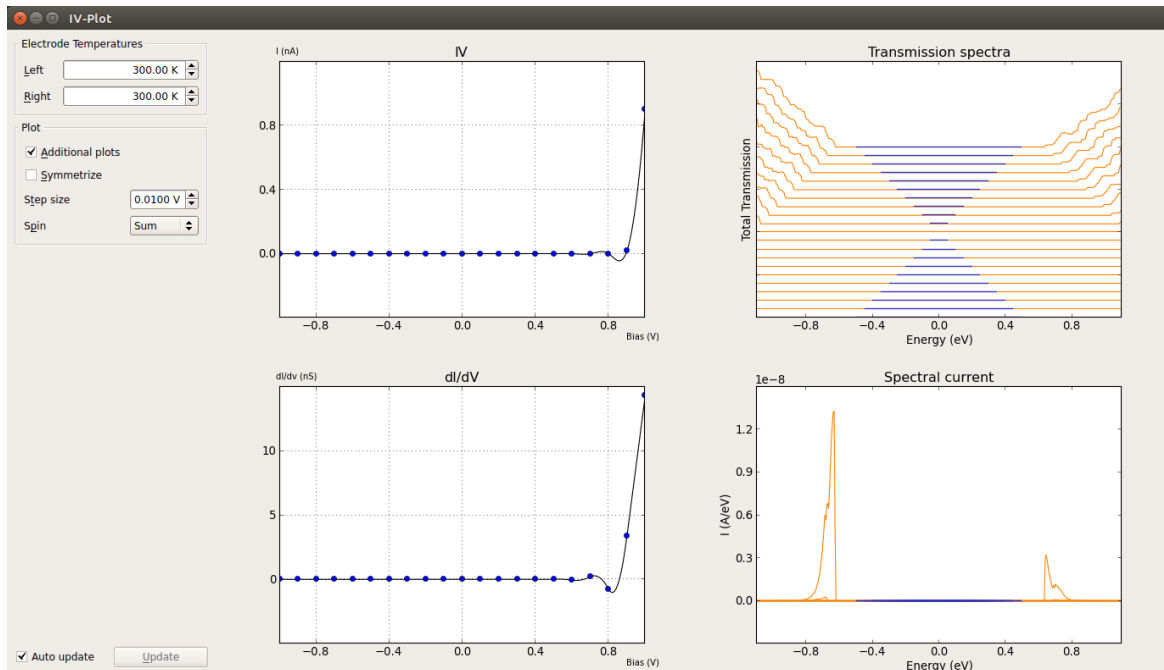 IV-Plot
Electrode Temperatures
Left
300.00 K
Right
300.00 K
Plot
Additional plots
Symmetrize
Step size
0.0100 V
Spin
Sum
Auto update
Update
I (nA)
IV
0.8
0.4
0.0
−0.8
−0.4
0.0
0.4
0.8
Bias (V)
Transmission spectra
Total Transmission
−0.8
−0.4
0.0
0.4
0.8
Energy (eV)
dI/dv (nS)
dI/dV
10
5
0
−0.8
−0.4
0.0
0.4
0.8
Bias (V)
1e−8
Spectral current
I (A/eV)
1.2
0.9
0.6
0.3
0.0
−0.8
−0.4
0.0
0.4
0.8
Energy (eV)